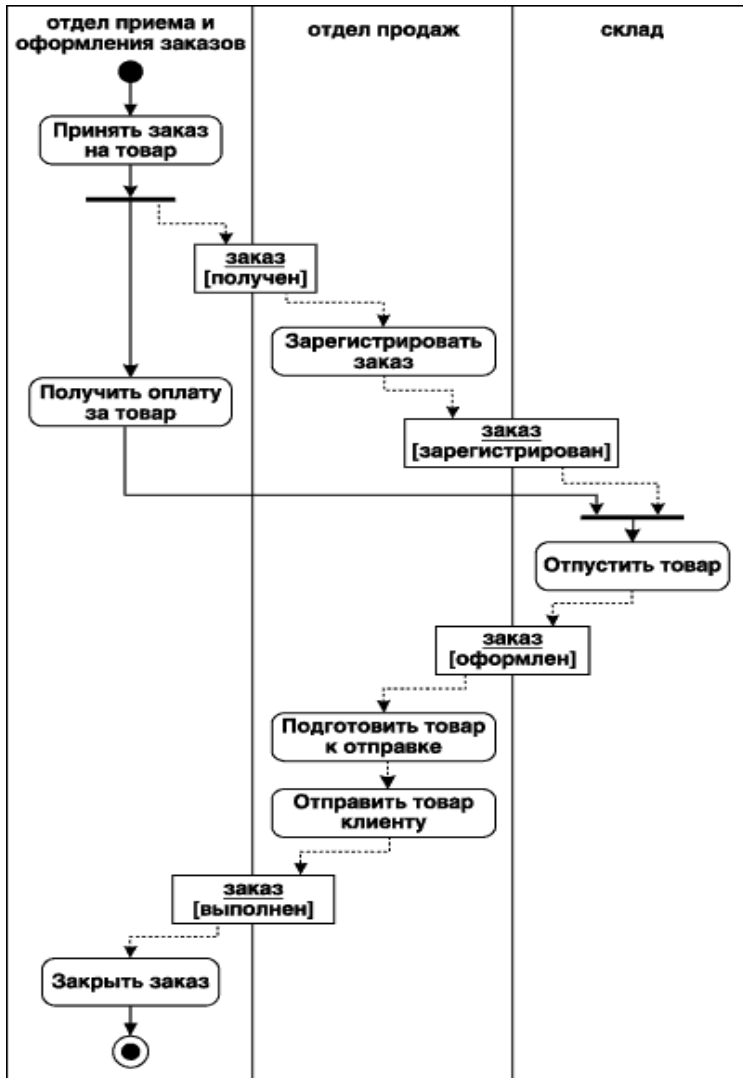 отдел приема и
оформления заказов
отдел продаж
склад
Принять заказ
на товар
заказ
[получен]
Зарегистрировать
заказ
Получить оплату
за товар
заказ
[зарегистрирован]
Отпустить товар
заказ
[оформлен]
Подготовить товар
к отправке
Отправить товар
клиенту
заказ
[выполнен]
Закрыть заказ